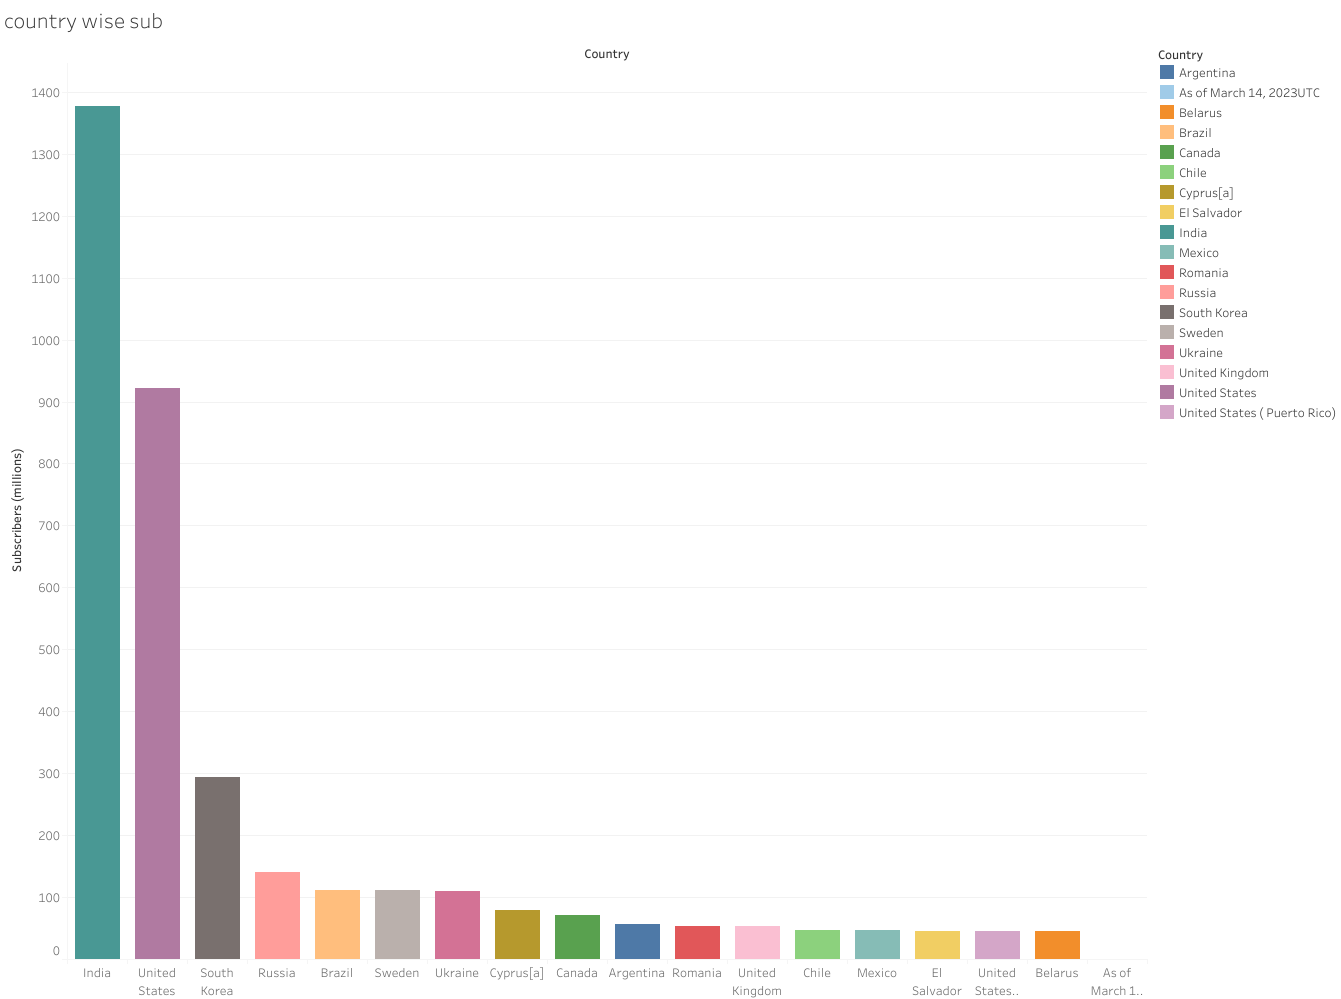 country wise sub
Country
Subscribers (millions)
1400
1300
1200
1100
1000
900
800
700
600
500
400
300
200
100
0
India
United
States
South
Korea
Russia
Brazil
Sweden
Ukraine
Cyprus[a]
Canada
Argentina
Romania
United
Kingdom
Chile
Mexico
El
Salvador
United
States..
Belarus
As of
March 1..
Country
Argentina
As of March 14, 2023UTC
Belarus
Brazil
Canada
Chile
Cyprus[a]
El Salvador
India
Mexico
Romania
Russia
South Korea
Sweden
Ukraine
United Kingdom
United States
United States ( Puerto Rico)